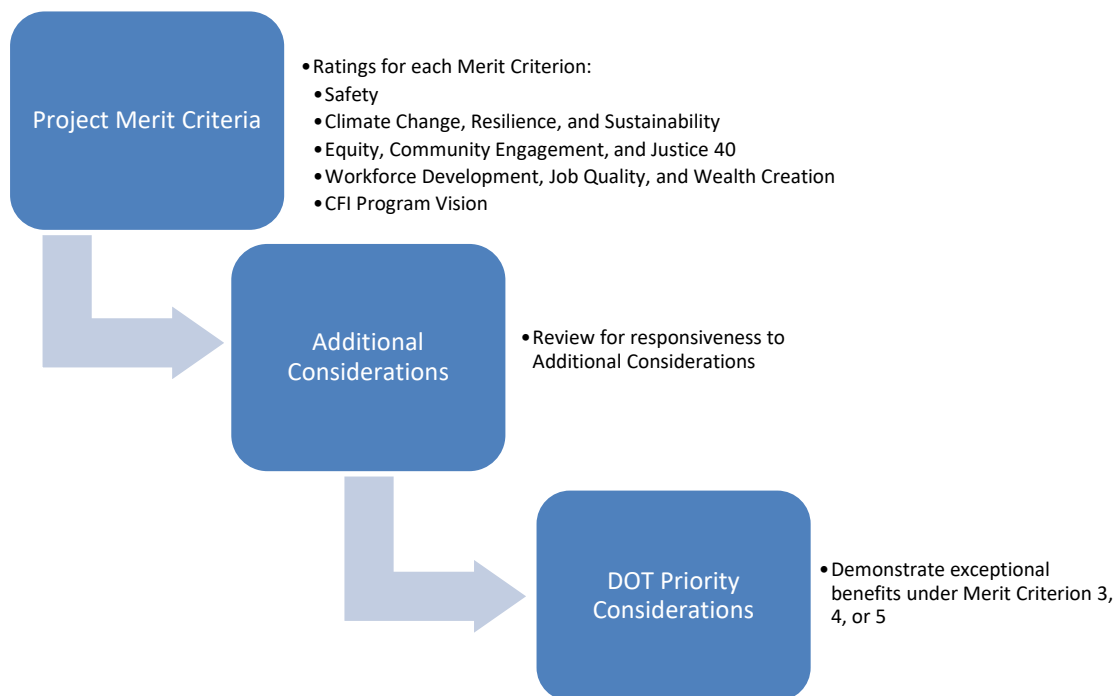 Project Merit Criteria
•Ratings for each Merit Criterion:
•Safety
•Climate Change, Resilience, and Sustainability
•Equity, Community Engagement, and Justice 40
•Workforce Development, Job Quality, and Wealth Creation
•CFI Program Vision
Additional
Considerations
•Review for responsiveness to
Additional Considerations
DOT Priority
Considerations
•Demonstrate exceptional
benefits under Merit Criterion 3,
4, or 5